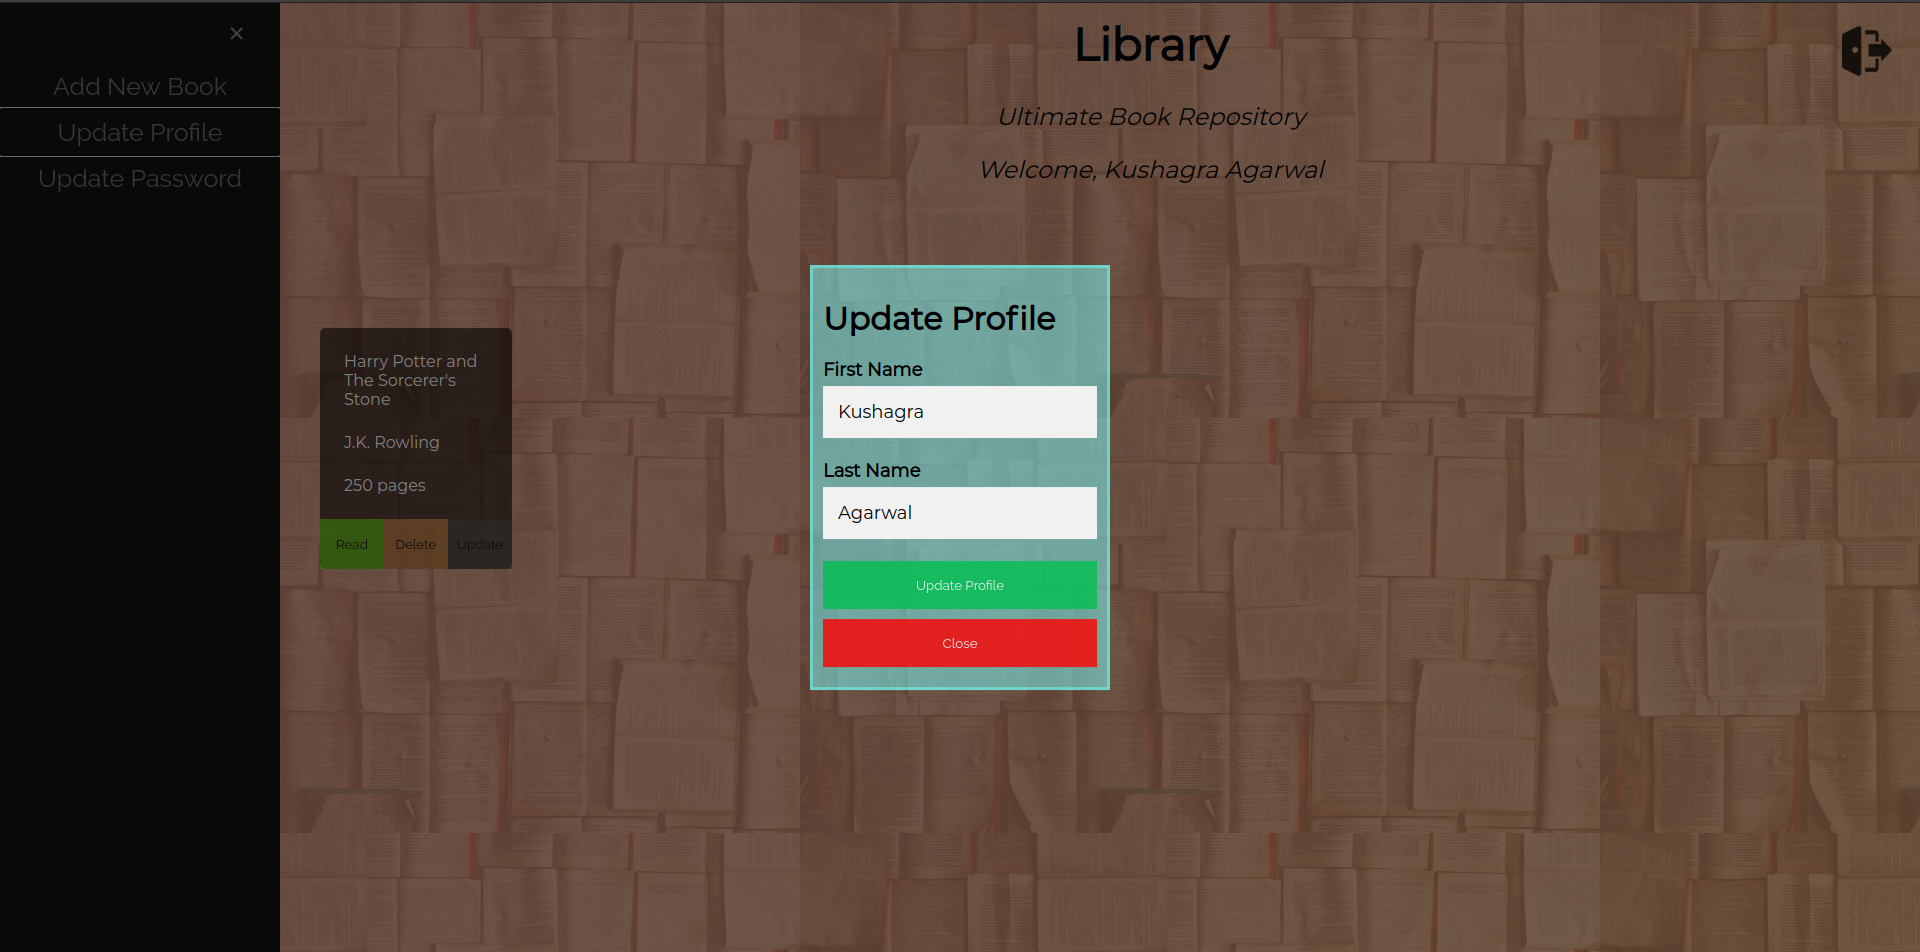 ×
Add New Book
Update Profile
Update Password
Library
Ultimate Book Repository
Welcome, Kushagra Agarwal
Harry Potter and
The Sorcerer's
Stone
J.K. Rowling
250 pages
Read Delete Update
Update Profile
First Name
Kushagra
Last Name
Agarwal
Update Profile
Close